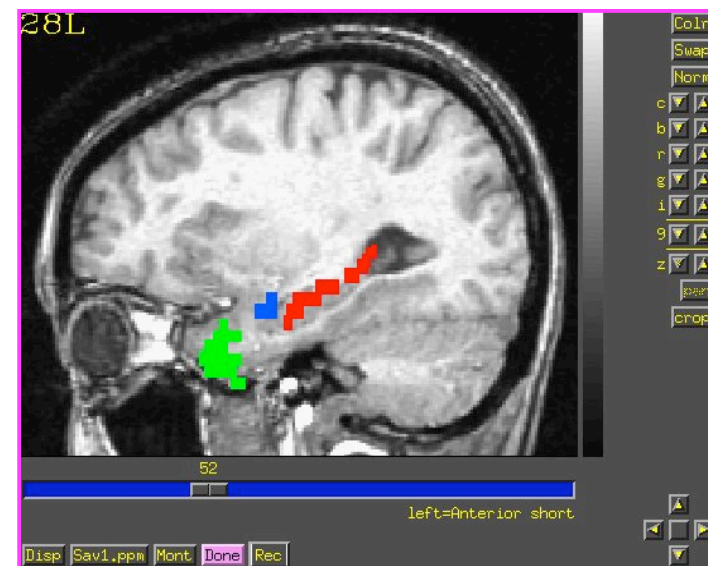 28L
Colr
Swap
Norm
c
b
r
g
i
9
z
crop
52
left=Anterior short
Disp Sav1.ppm Mont Done Rec